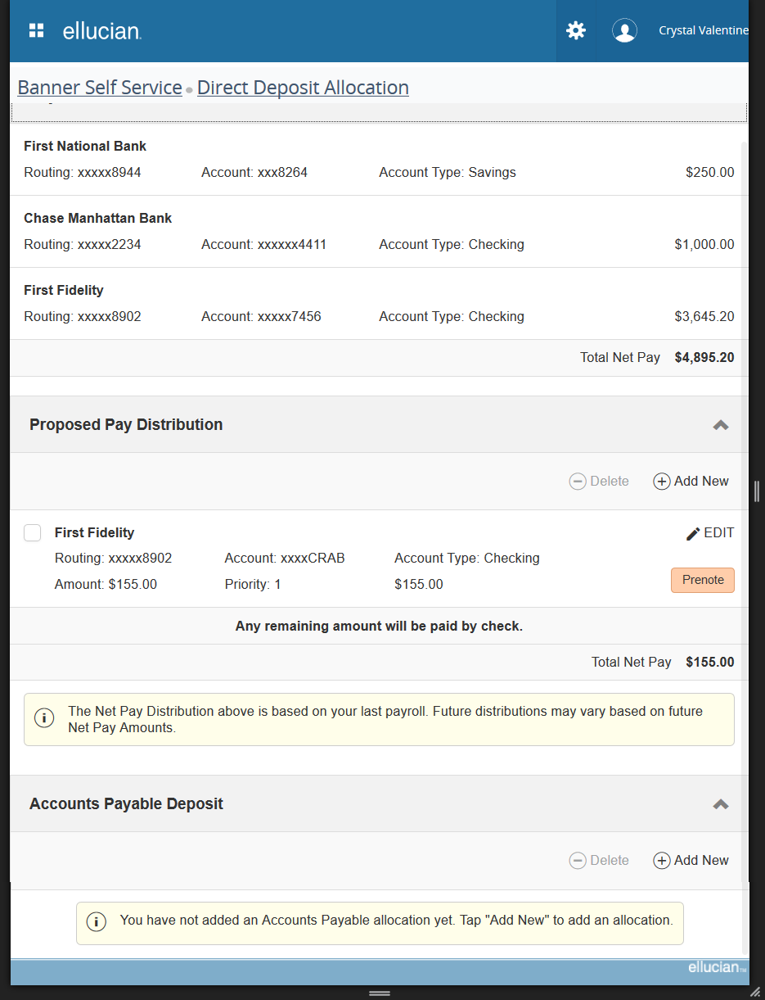 ellucian.
Crystal Valentine
Banner Self Service • Direct Deposit Allocation
First National Bank
Routing: xxxxx8944 Account: xxx8264 Account Type: Savings $250.00
Chase Manhattan Bank
Routing: xxxxx2234 Account: xxxxxx4411 Account Type: Checking $1,000.00
First Fidelity
Routing: xxxxx8902 Account: xxxxx7456 Account Type: Checking $3,645.20
Total Net Pay $4,895.20
Proposed Pay Distribution
Delete Add New
First Fidelity EDIT
Routing: xxxxx8902 Account: xxxxCRAB Account Type: Checking
Amount: $155.00 Priority: 1 $155.00 Prenote
Any remaining amount will be paid by check.
Total Net Pay $155.00
The Net Pay Distribution above is based on your last payroll. Future distributions may vary based on future
Net Pay Amounts.
Accounts Payable Deposit
Delete Add New
You have not added an Accounts Payable allocation yet. Tap "Add New" to add an allocation.
ellucian™